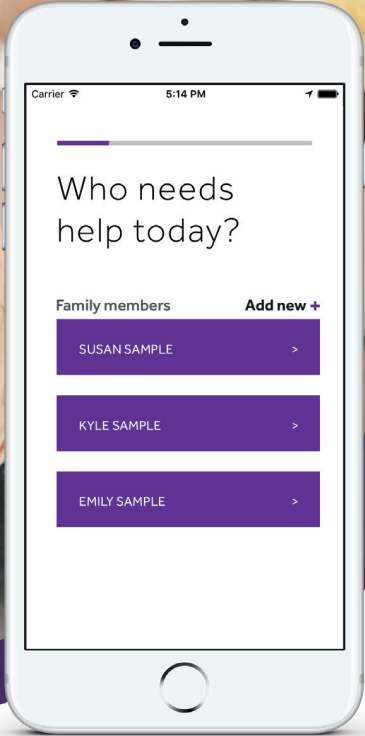 Carrier 5:14 PM
Who needs
help today?
Family members Add new +
SUSAN SAMPLE >
KYLE SAMPLE >
EMILY SAMPLE >